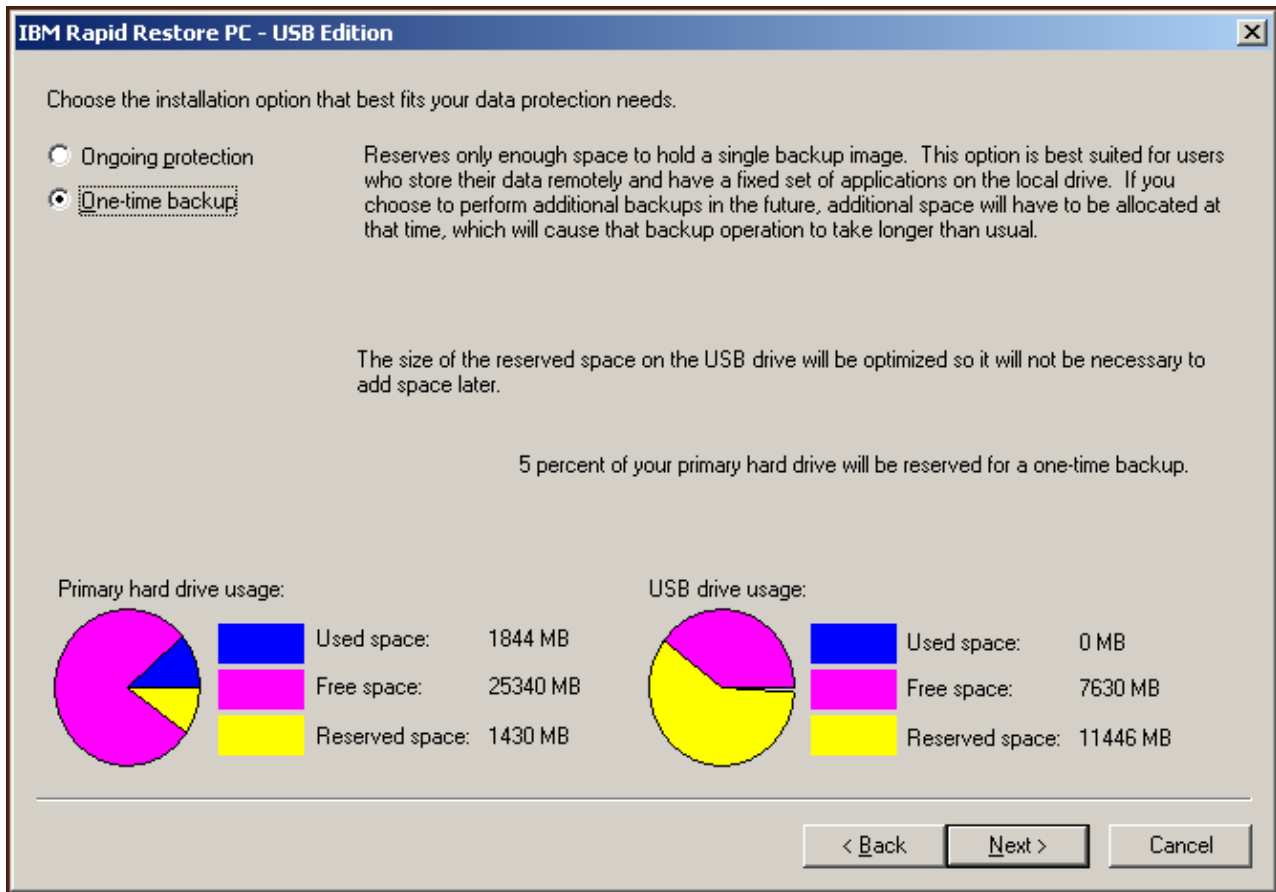 IBM Rapid Restore PC - USB Edition
Choose the installation option that best fits your data protection needs.
Ongoing protection
One-time backup
Reserves only enough space to hold a single backup image.  This option is best suited for users
who store their data remotely and have a fixed set of applications on the local drive.  If you
choose to perform additional backups in the future, additional space will have to be allocated at
that time, which will cause that backup operation to take longer than usual.
The size of the reserved space on the USB drive will be optimized so it will not be necessary to
add space later.
5 percent of your primary hard drive will be reserved for a one-time backup.
Primary hard drive usage:
Used space: 1844 MB
Free space: 25340 MB
Reserved space: 1430 MB
USB drive usage:
Used space: 0 MB
Free space: 7630 MB
Reserved space: 11446 MB
< Back
Next >
Cancel